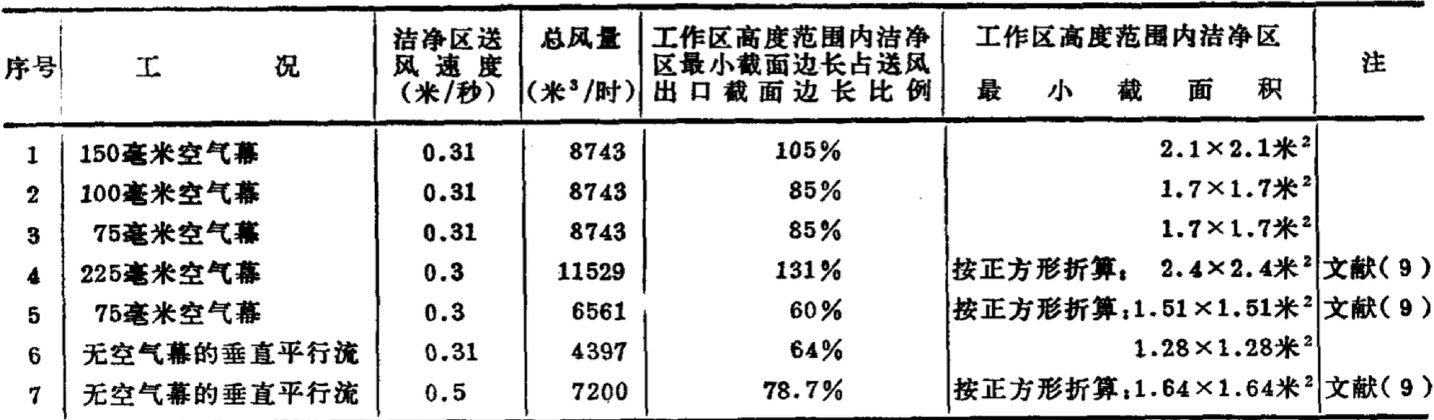 序号 工况 洁净区送风速度(米/秒) 总风量(米³/时) 工作区高度范围内洁净区最小截面边长占送风出口截面边长比例 工作区高度范围内洁净区最小截面积 注
1 150毫米空气幕 0.31 8743 105% 2.1×2.1米²
2 100毫米空气幕 0.31 8743 85% 1.7×1.7米²
3 75毫米空气幕 0.31 8743 85% 1.7×1.7米²
4 225毫米空气幕 0.3 11529 131% 按正方形折算: 2.4×2.4米² 文献(9)
5 75毫米空气幕 0.3 6561 60% 按正方形折算:1.51×1.51米² 文献(9)
6 无空气幕的垂直平行流 0.31 4397 64% 1.28×1.28米²
7 无空气幕的垂直平行流 0.5 7200 78.7% 按正方形折算:1.64×1.64米² 文献(9)